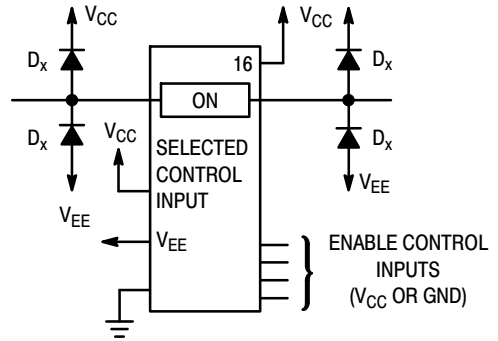 VCC
VCC
Dx
16
Dx
ON
Dx
VCC
SELECTED
CONTROL
INPUT
Dx
VEE
VEE
VEE
ENABLE CONTROL
INPUTS
(VCC OR GND)